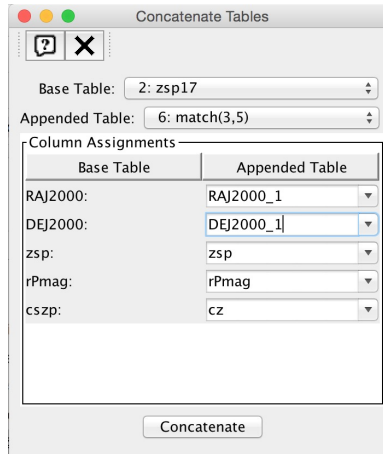 Concatenate Tables
Base Table: 2: zsp17
Appended Table: 6: match(3,5)
Column Assignments
Base Table Appended Table
RAJ2000: RAJ2000_1
DEJ2000: DEJ2000_1
zsp: zsp
rPmag: rPmag
cszp: cz
Concatenate